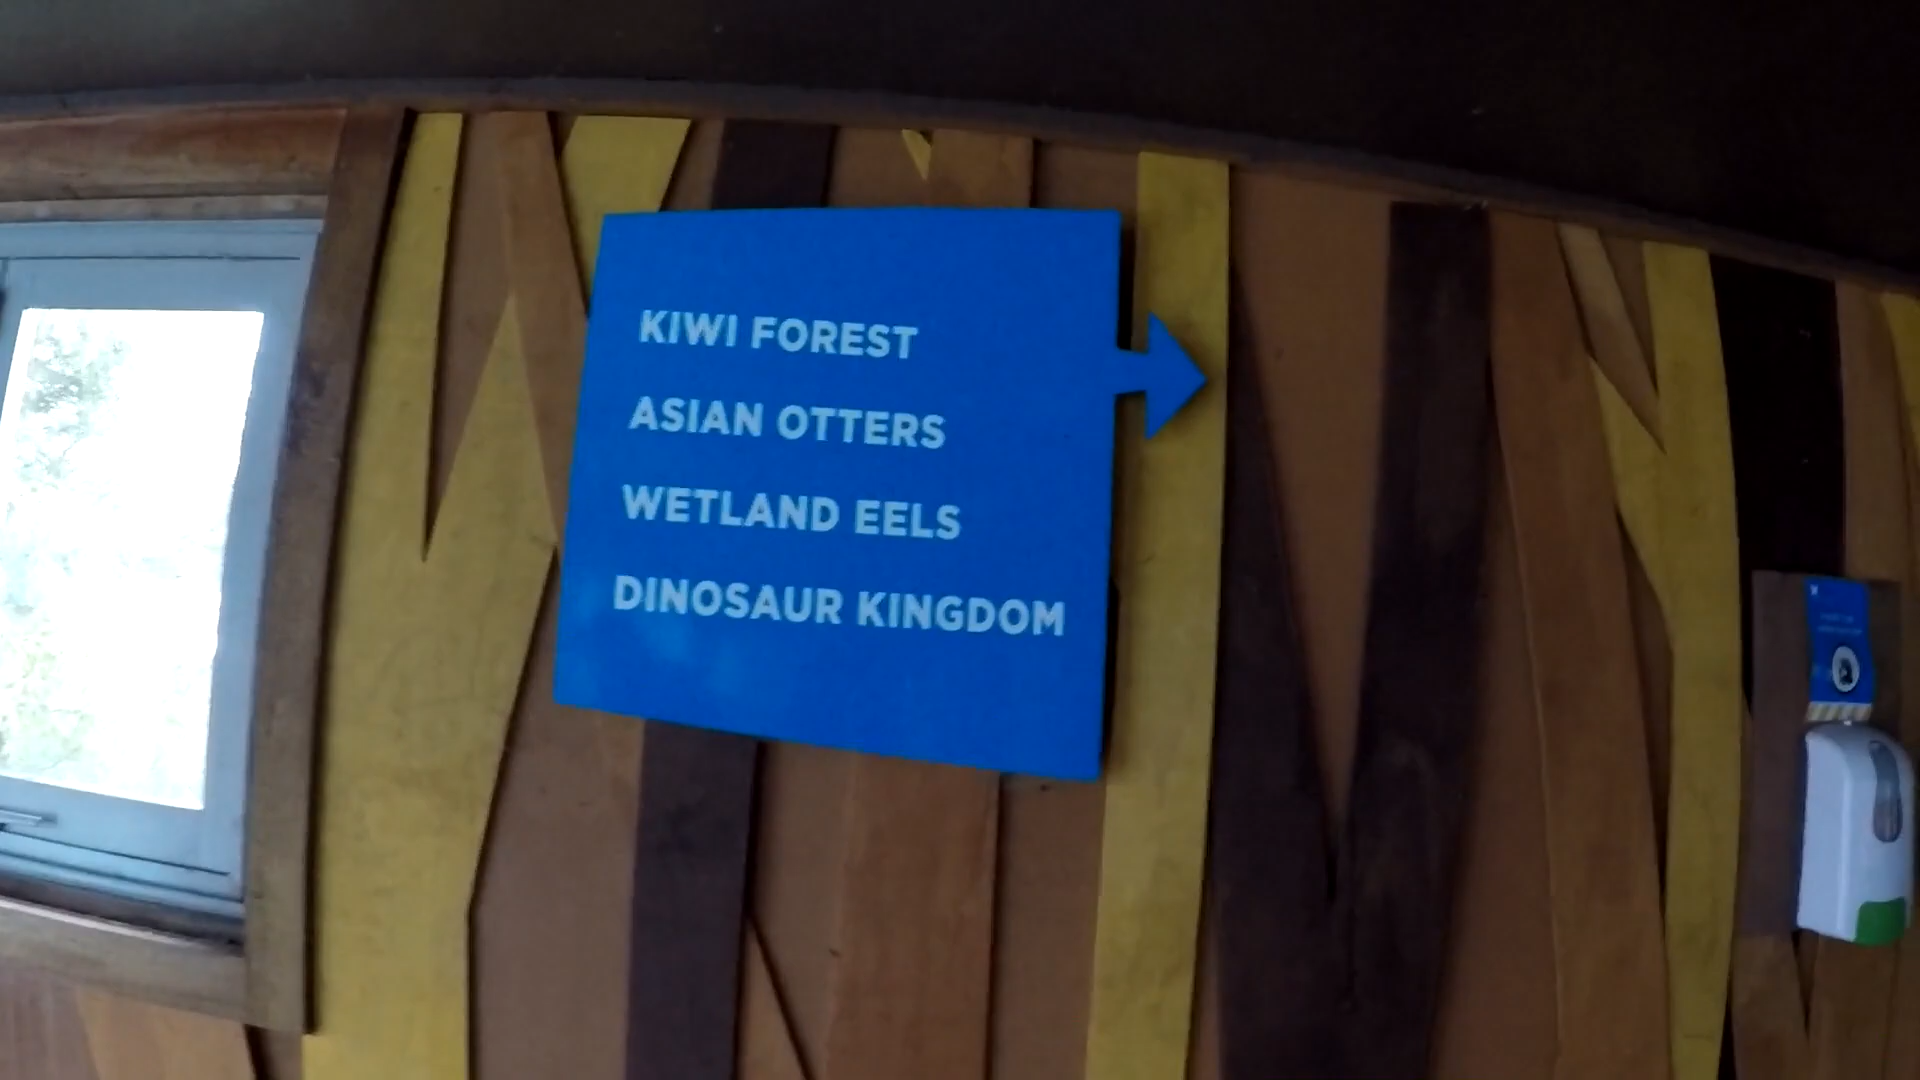 KIWI FOREST
ASIAN OTTERS
WETLAND EELS
DINOSAUR KINGDOM